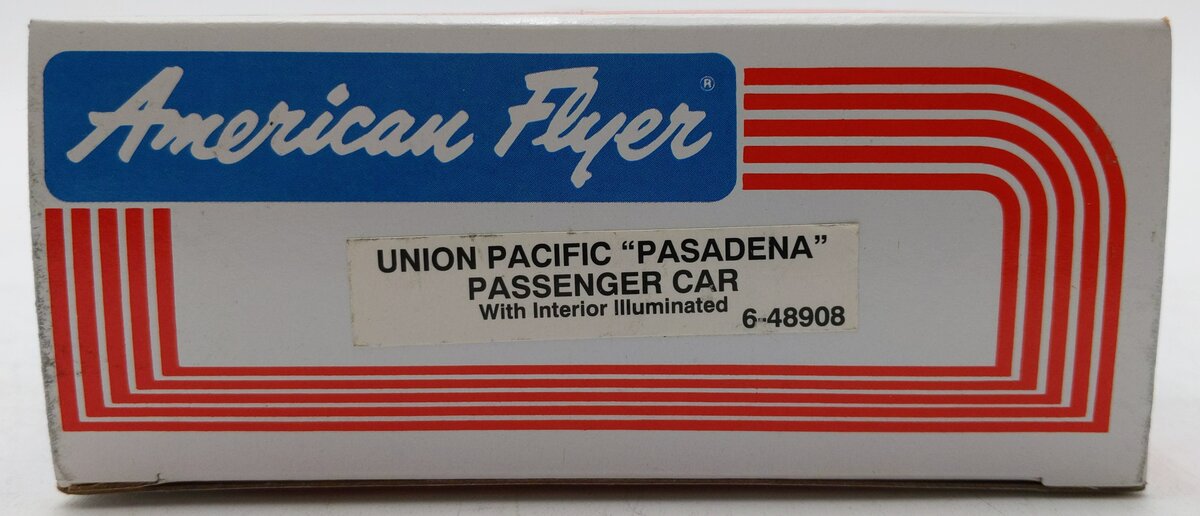 American Flyer®
UNION PACIFIC “PASADENA”
PASSENGER CAR
With Interior Illuminated
6-48908